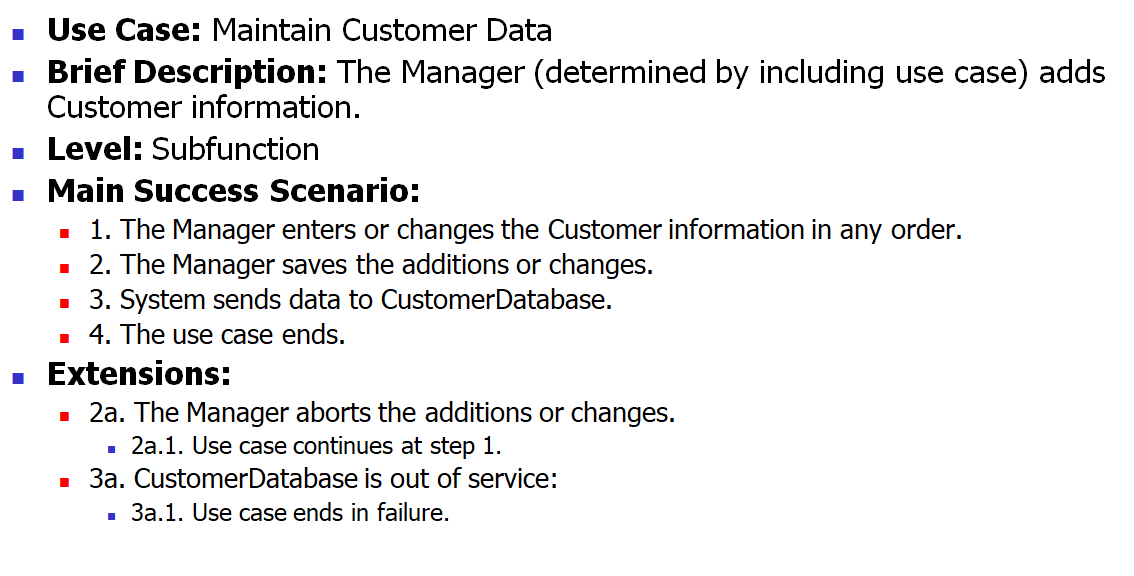 Use Case: Maintain Customer Data
Brief Description: The Manager (determined by including use case) adds
Customer information.
Level: Subfunction
Main Success Scenario:
1. The Manager enters or changes the Customer information in any order.
2. The Manager saves the additions or changes.
3. System sends data to CustomerDatabase.
4. The use case ends.
Extensions:
2a. The Manager aborts the additions or changes.
2a.1. Use case continues at step 1.
3a. CustomerDatabase is out of service:
3a.1. Use case ends in failure.